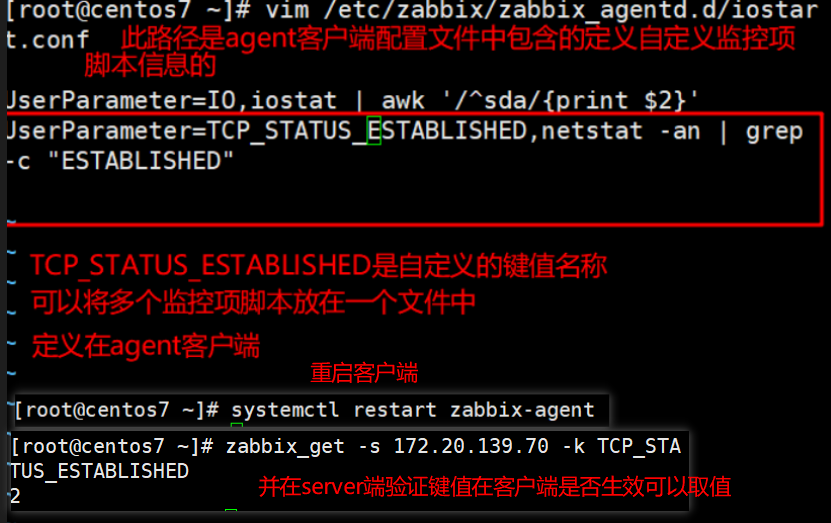 [root@centos7 ~]# vim /etc/zabbix/zabbix_agentd.d/iostar
t.conf 此路径是agent客户端配置文件中包含的定义自定义监控项
脚本信息的
UserParameter=IO,iostat | awk '/^sda/{print $2}'
UserParameter=TCP_STATUS_ESTABLISHED,netstat -an | grep
-c "ESTABLISHED"
~
~
~ TCP_STATUS_ESTABLISHED是自定义的键值名称
~ 可以将多个监控项脚本放在一个文件中
~ 定义在agent客户端
~ 重启客户端
~
[root@centos7 ~]# systemctl restart zabbix-agent
[root@centos7 ~]# zabbix_get -s 172.20.139.70 -k TCP_STA
TUS_ESTABLISHED
2 并在server端验证键值在客户端是否生效可以取值